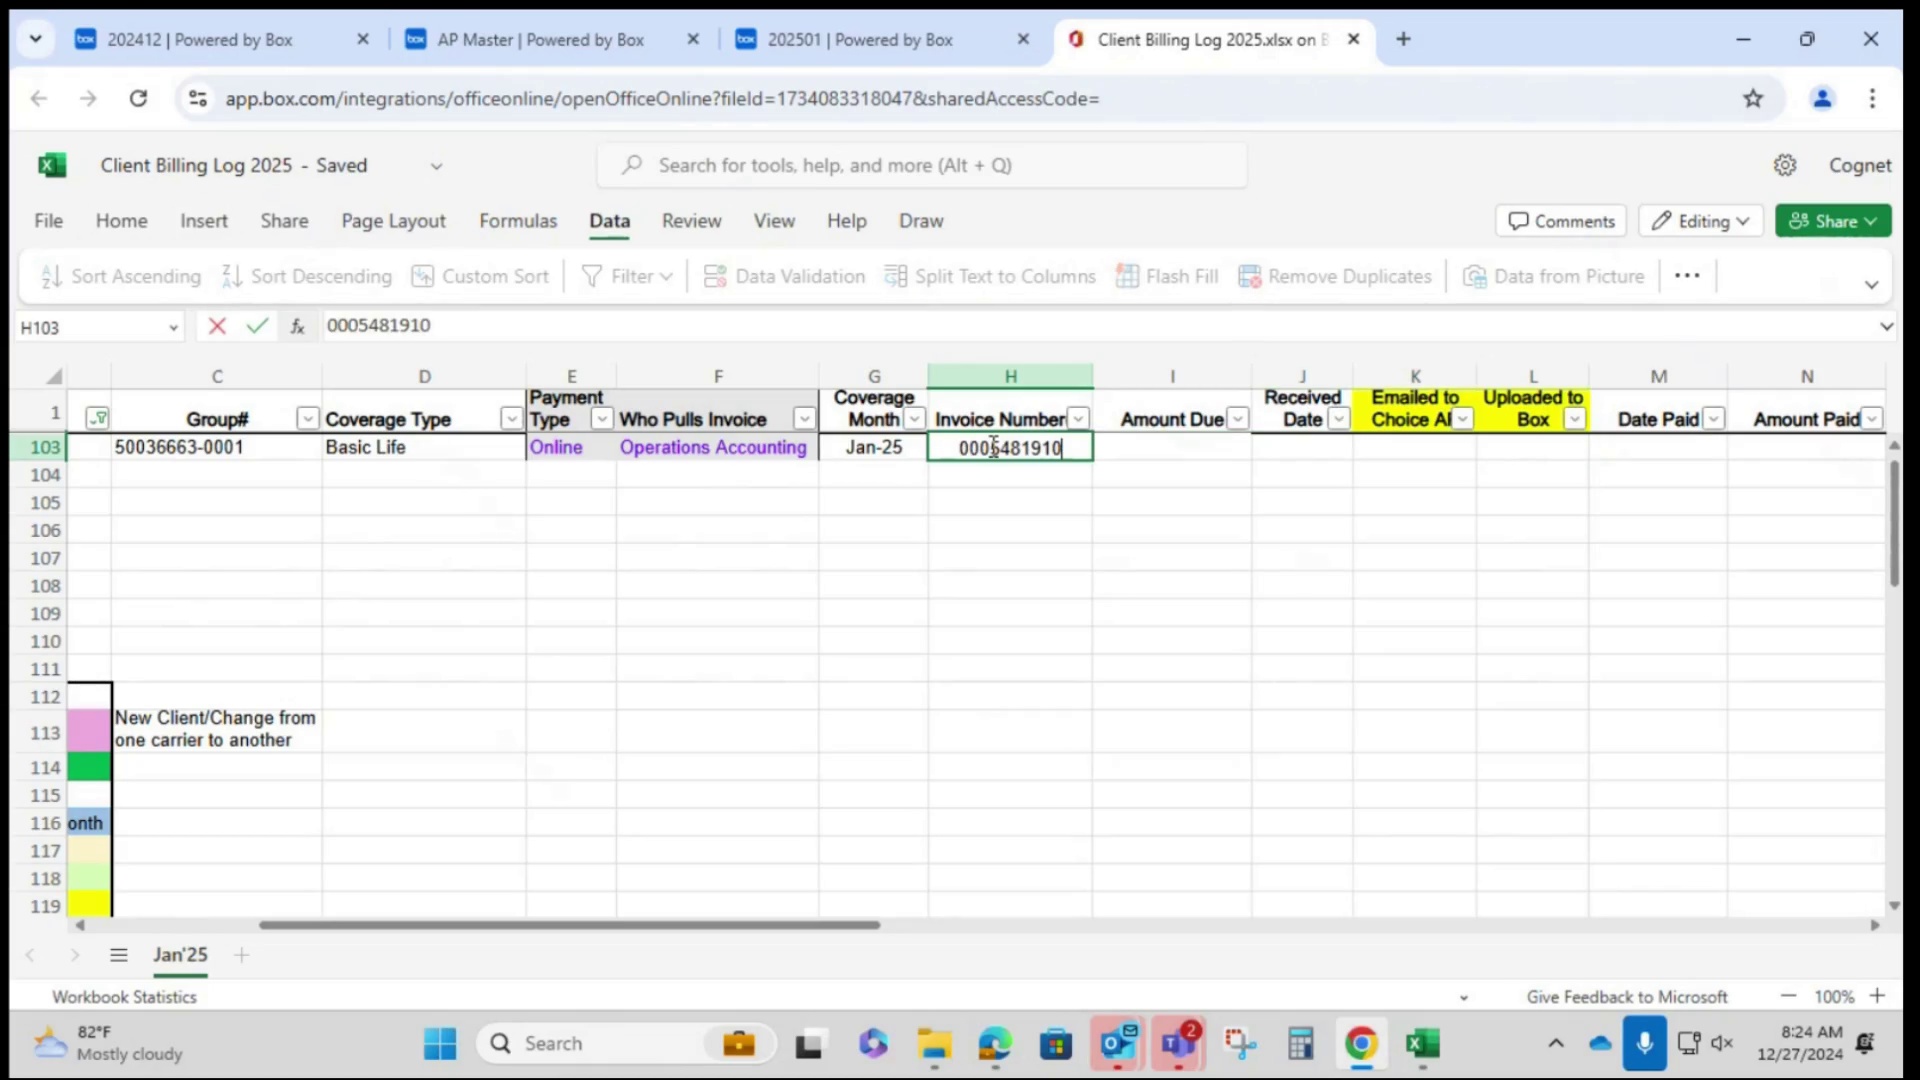 202412 | Powered by Box
AP Master | Powered by Box
202501 | Powered by Box
Client Billing Log 2025.xlsx on B
app.box.com/integrations/officeonline/openOfficeOnline?fileId=1734083318047&sharedAccessCode=
Client Billing Log 2025 - Saved
Search for tools, help, and more (Alt + Q)
Cognet
File Home Insert Share Page Layout Formulas Data Review View Help Draw
Comments Editing Share
Sort Ascending Sort Descending Custom Sort Filter Data Validation Split Text to Columns Flash Fill Remove Duplicates Data from Picture
H103 fx 0005481910
C D E F G H I J K L M N
1 Group# Coverage Type Payment Type Who Pulls Invoice Coverage Month Invoice Number Amount Due Received Date Emailed to Choice AP Uploaded to Box Date Paid Amount Paid
103 50036663-0001 Basic Life Online Operations Accounting Jan-25 0005481910
104
105
106
107
108
109
110
111
112
113 New Client/Change from
one carrier to another
114
115
116 onth
117
118
119
Jan'25
Workbook Statistics
Give Feedback to Microsoft
100%
82°F
Mostly cloudy
Search
2
8:24 AM
12/27/2024